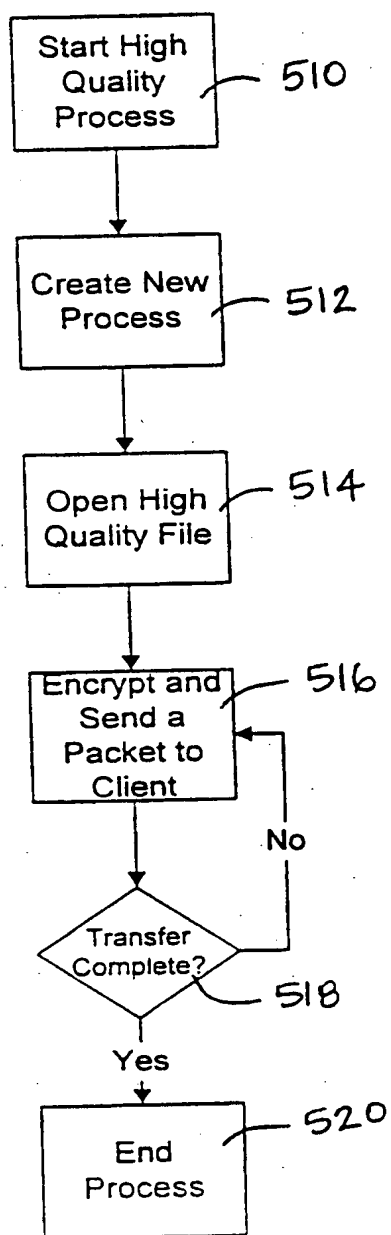 Start High
Quality
Process
510
Create New
Process
512
Open High
Quality File
514
Encrypt and
Send a
Packet to
Client
516
No
Transfer
Complete?
518
Yes
End
Process
520